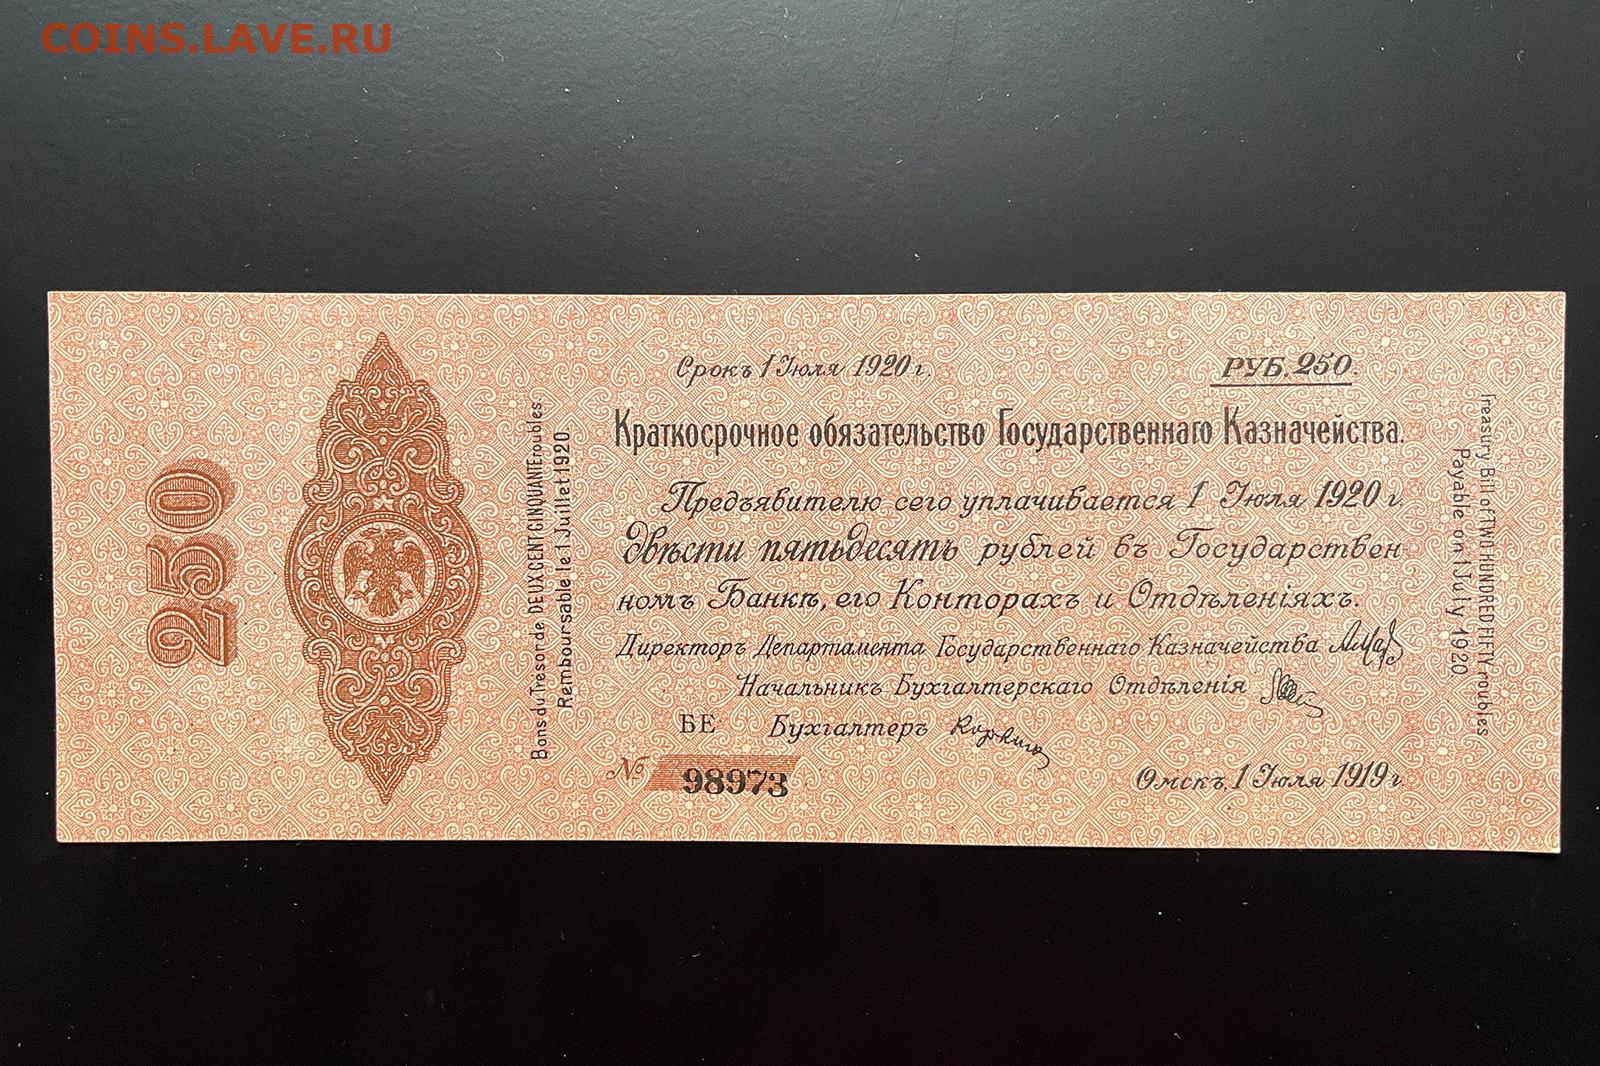 COINS.LAVE.RU
250
Bons du Tresor de DEUX CENT CINQUANTE roubles
Remboursable le 1 Juillet 1920
Срокъ 1 Іюля 1920 г.
РУБ. 250
Краткосрочное обязательство Государственнаго Казначейства.
Предъявителю сего уплачивается 1 Іюля 1920 г.
Двѣсти пятьдесятъ рублей въ Государствен
номъ Банкѣ, его Конторахъ и Отдѣленіяхъ.
Директоръ Департамента Государственнаго Казначейства
Начальникъ Бухгалтерскаго Отдѣленія
БЕ Бухгалтеръ
№ 98973
Омскъ, 1 Іюля 1919 г
Treasury Bill of TWO HUNDRED FIFTY roubles
Payable on 1 July 1920